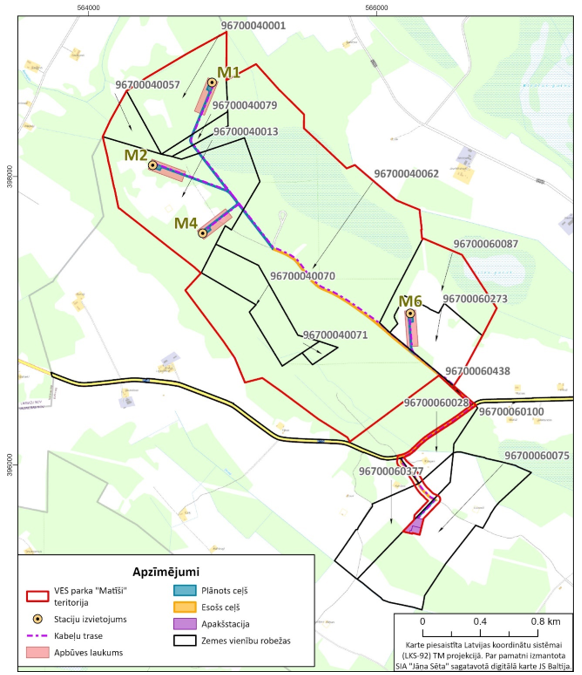 564000
566000
96700040001
M1
96700040057
96700040079
96700040013
M2
398000
96700040062
M4
96700060087
96700040070
96700060273
M6
96700040071
96700060438
96700060028
96700060100
396000
96700060377
96700060075
Apzīmējumi
VES parka "Matīši"
teritorija
Staciju izvietojums
Kabeļu trase
Apbūves laukums
Plānots ceļš
Esošs ceļš
Apakšstacija
Zemes vienību robežas
0 0.4 0.8 km
Karte piesaistīta Latvijas koordinātu sistēmai
(LKS-92) TM projekcijā. Par pamatni izmantota
SIA "Jāņa Sēta" sagatavotā digitālā karte JS Baltija.